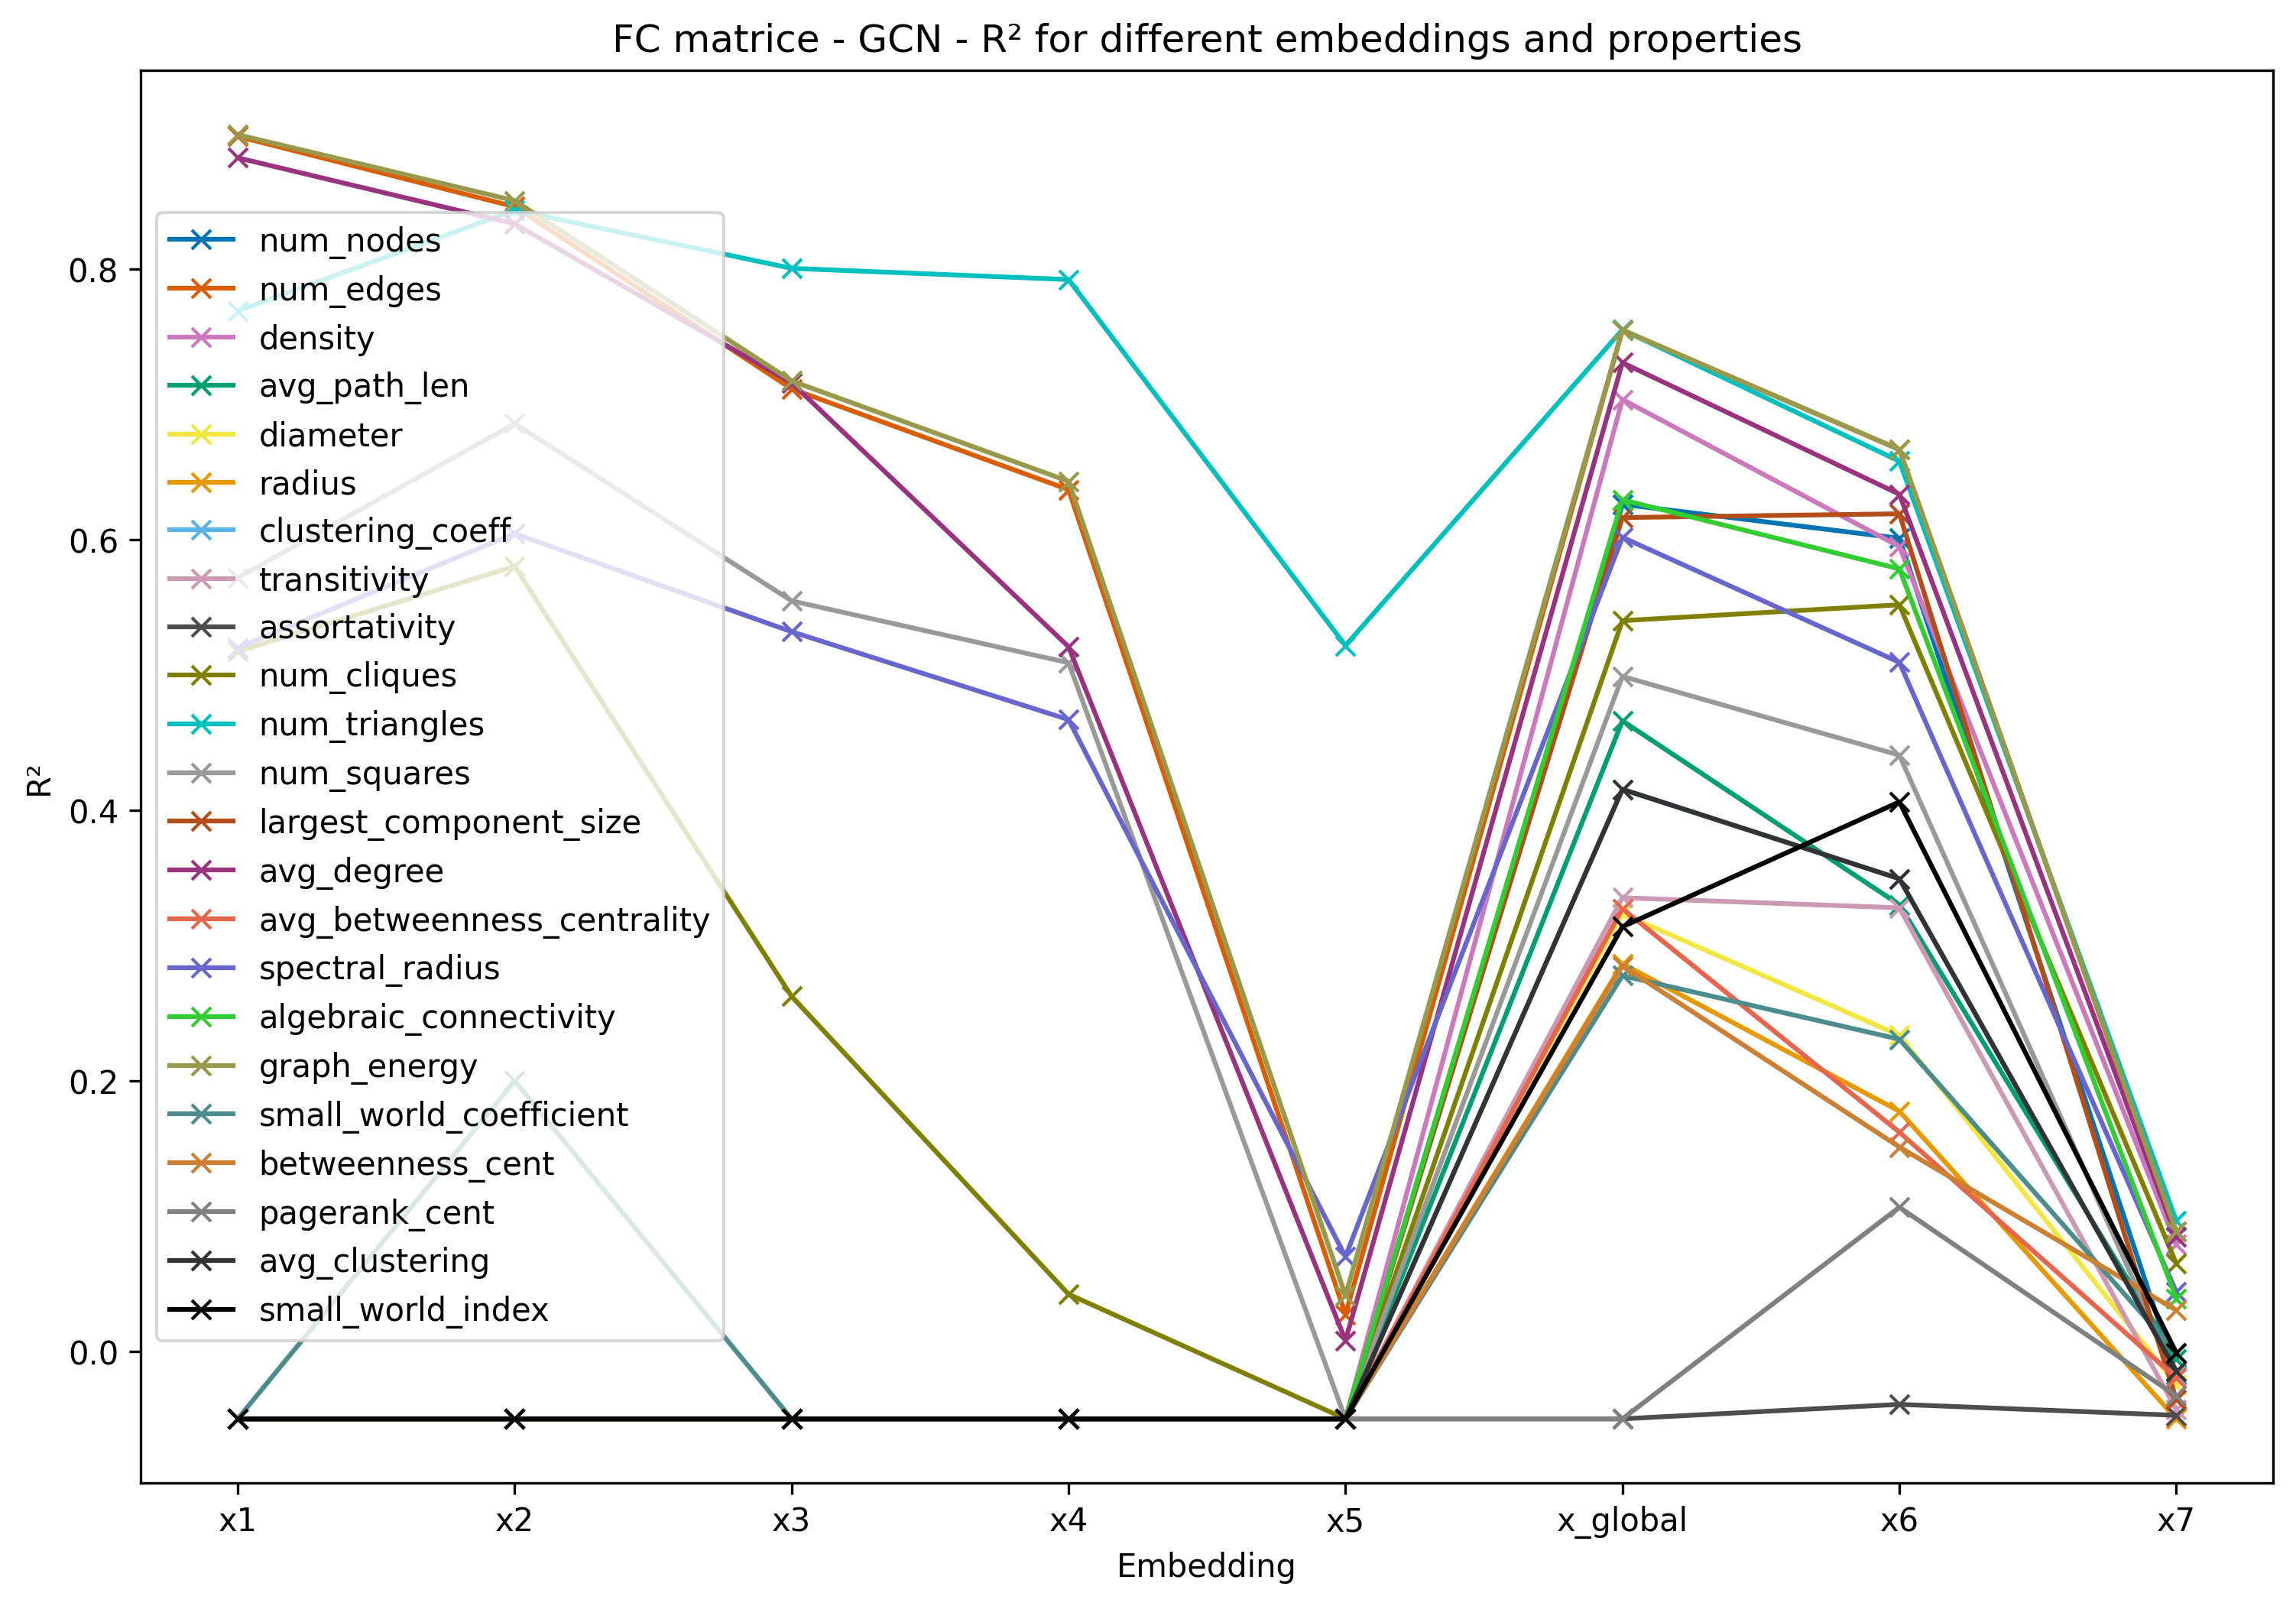 FC matrice - GCN - R² for different embeddings and properties
R²
0.8
0.6
0.4
0.2
0.0
num_nodes
num_edges
density
avg_path_len
diameter
radius
clustering_coeff
transitivity
assortativity
num_cliques
num_triangles
num_squares
largest_component_size
avg_degree
avg_betweenness_centrality
spectral_radius
algebraic_connectivity
graph_energy
small_world_coefficient
betweenness_cent
pagerank_cent
avg_clustering
small_world_index
x1 x2 x3 x4 x5 x_global x6 x7
Embedding